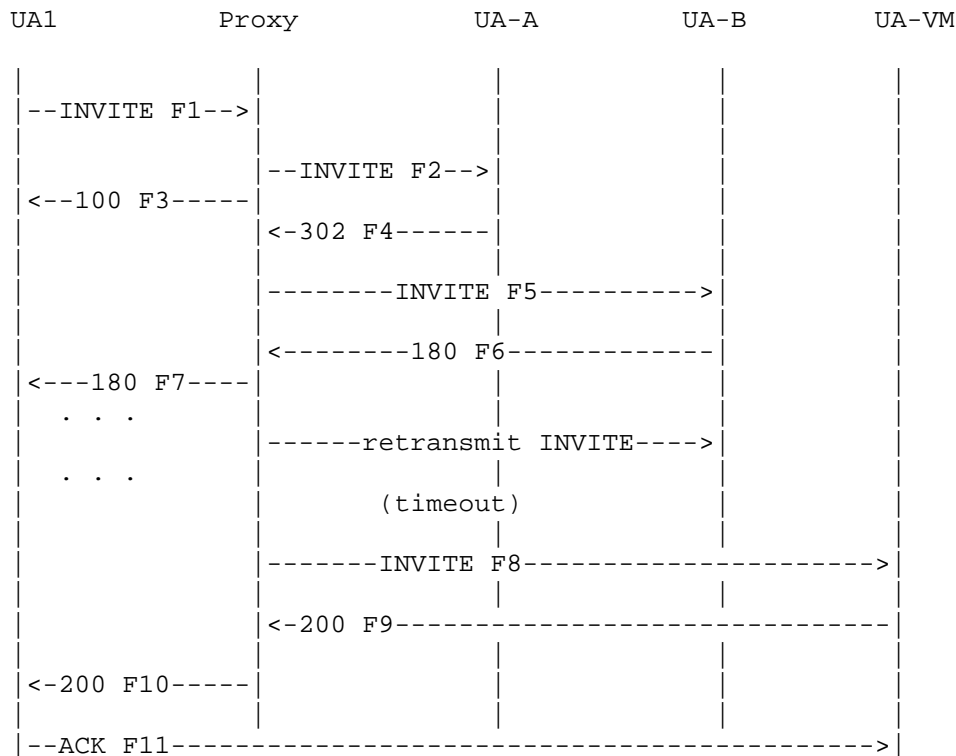 UA1 Proxy UA-A UA-B UA-VM
| | | | |
|--INVITE F1-->| | | |
| | | | |
| |--INVITE F2-->| | |
|<--100 F3-----| | | |
| |<-302 F4------| | |
| | | | |
| |--------INVITE F5---------->| |
| | | | |
| |<--------180 F6-------------| |
|<---180 F7----| | | |
| . . . | | | |
| |------retransmit INVITE---->| |
| . . . | | | |
| | (timeout) | |
| | | | |
| |-------INVITE F8---------------------->|
| | | | |
| |<-200 F9-------------------------------|
| | | | |
|<-200 F10-----| | | |
| | | | |
|--ACK F11--------------------------------------------->|